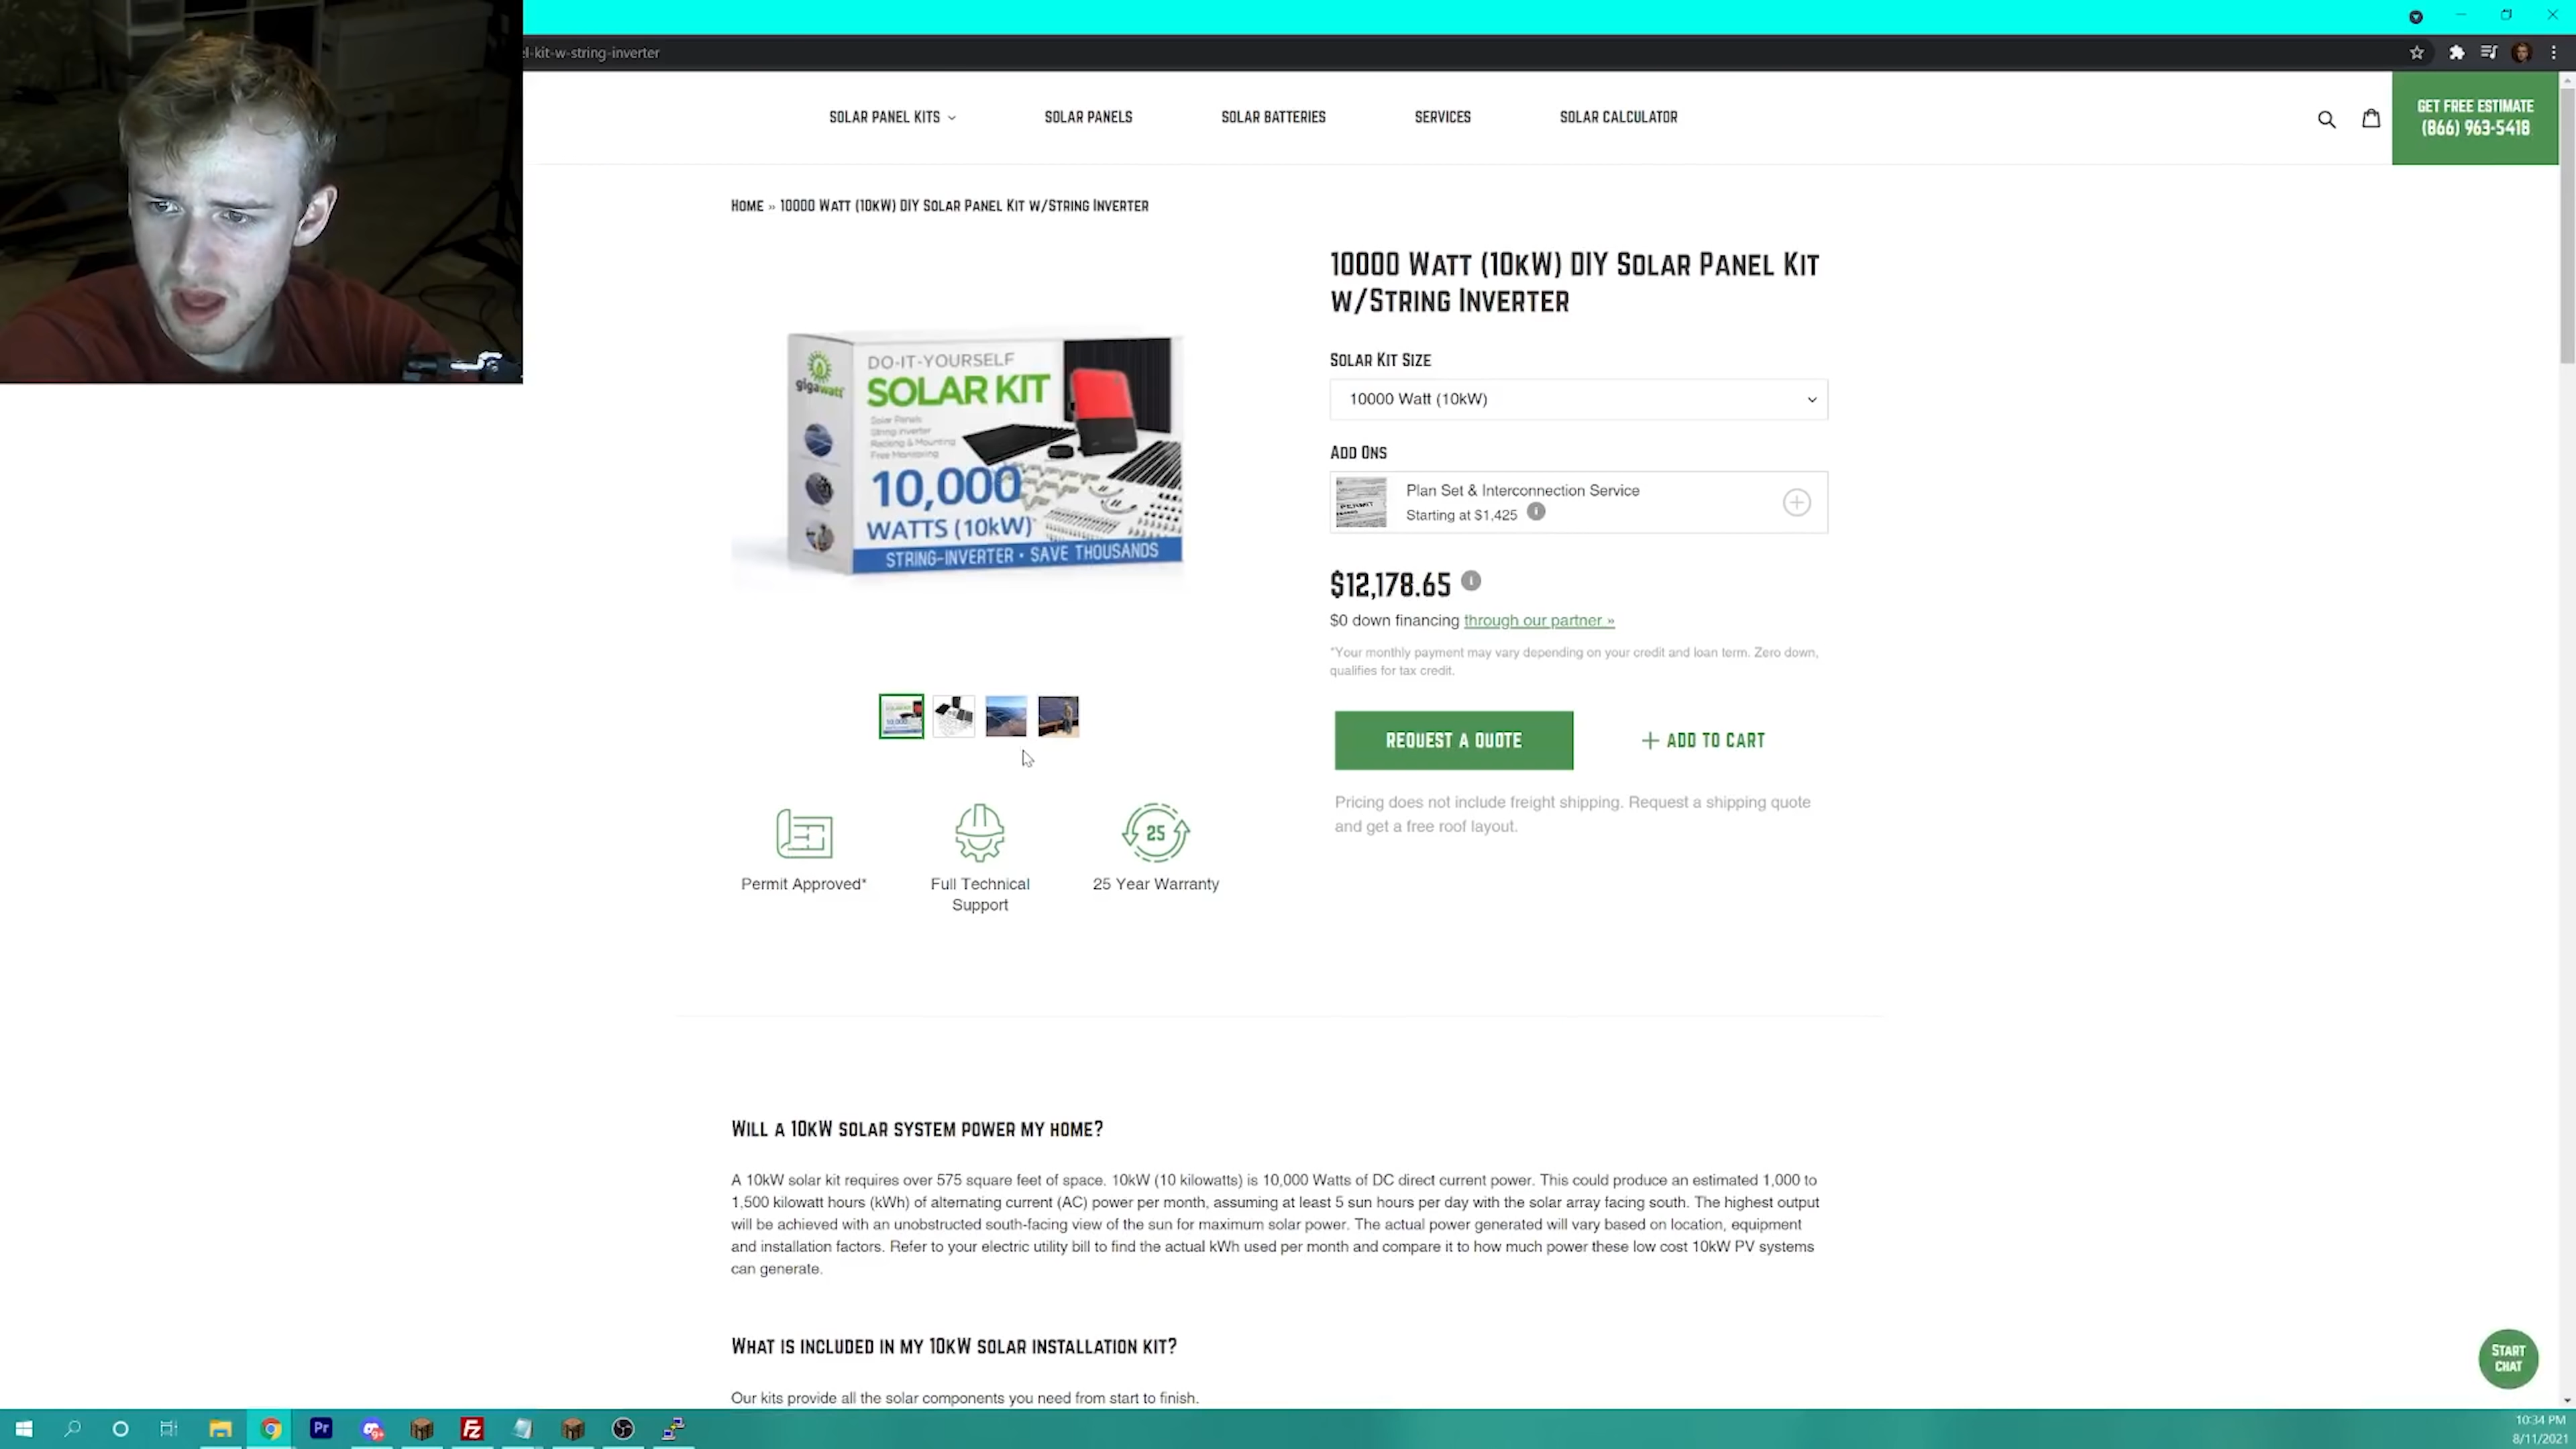 el-kit-w-string-inverter
SOLAR PANEL KITS
SOLAR PANELS
SOLAR BATTERIES
SERVICES
SOLAR CALCULATOR
GET FREE ESTIMATE
(866) 963-5418
HOME » 10000 WATT (10KW) DIY SOLAR PANEL KIT W/STRING INVERTER
10000 WATT (10KW) DIY SOLAR PANEL KIT
W/STRING INVERTER
gigawatt
DO-IT-YOURSELF
SOLAR KIT
Solar Panels
String Inverter
Racking & Mounting
Free Monitoring
10,000
WATTS (10kW)
STRING-INVERTER • SAVE THOUSANDS
SOLAR KIT SIZE
10000 Watt (10kW)
ADD ONS
PERMIT
Plan Set & Interconnection Service
Starting at $1,425
$12,178.65
$0 down financing through our partner »
*Your monthly payment may vary depending on your credit and loan term. Zero down,
qualifies for tax credit.
REQUEST A QUOTE
+ ADD TO CART
Pricing does not include freight shipping. Request a shipping quote
and get a free roof layout.
25
Permit Approved*
Full Technical
Support
25 Year Warranty
WILL A 10KW SOLAR SYSTEM POWER MY HOME?
A 10kW solar kit requires over 575 square feet of space. 10kW (10 kilowatts) is 10,000 Watts of DC direct current power. This could produce an estimated 1,000 to
1,500 kilowatt hours (kWh) of alternating current (AC) power per month, assuming at least 5 sun hours per day with the solar array facing south. The highest output
will be achieved with an unobstructed south-facing view of the sun for maximum solar power. The actual power generated will vary based on location, equipment
and installation factors. Refer to your electric utility bill to find the actual kWh used per month and compare it to how much power these low cost 10kW PV systems
can generate.
WHAT IS INCLUDED IN MY 10KW SOLAR INSTALLATION KIT?
Our kits provide all the solar components you need from start to finish.
START
CHAT
Pr
FZ
10:34 PM
8/11/2021